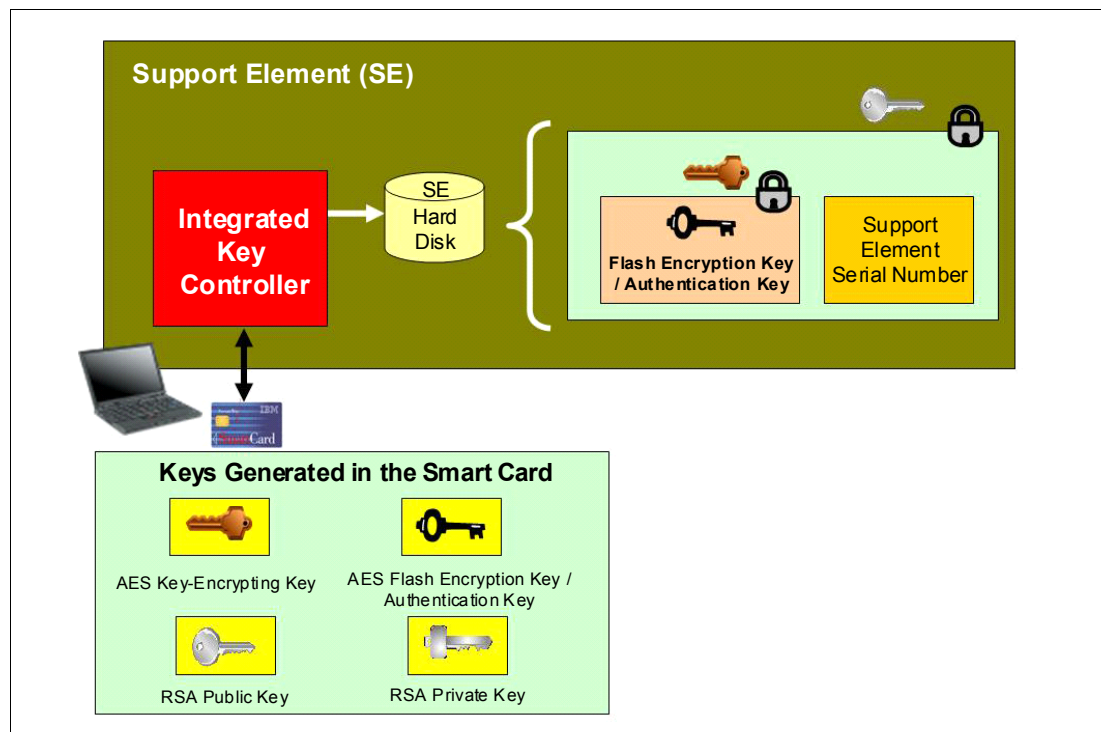 Support Element (SE)
Integrated
Key
Controller
SE
Hard
Disk
Flash Encryption Key
/ Authentication Key
Support
Element
Serial Number
IBM
SmartCard
Keys Generated in the Smart Card
AES Key-Encrypting Key
AES Flash Encryption Key /
Authentication Key
RSA Public Key
RSA Private Key